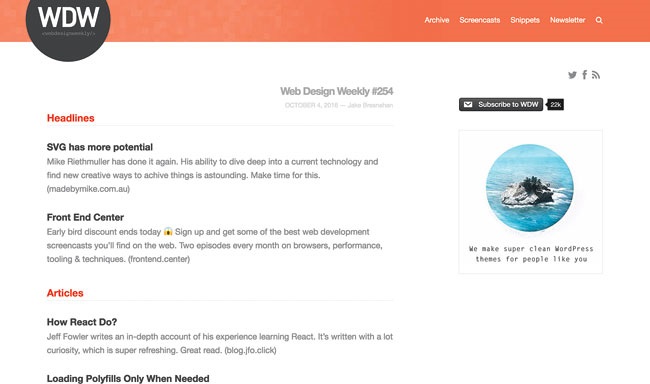 WDW
<webdesignweekly/>
Archive Screencasts Snippets Newsletter
Web Design Weekly #254
OCTOBER 4, 2016 — Jake Bresnehan
Headlines
SVG has more potential
Mike Riethmuller has done it again. His ability to dive deep into a current technology and
find new creative ways to achive things is astounding. Make time for this.
(madebymike.com.au)
Front End Center
Early bird discount ends today 😱 Sign up and get some of the best web development
screencasts you'll find on the web. Two episodes every month on browsers, performance,
tooling & techniques. (frontend.center)
Articles
How React Do?
Jeff Fowler writes an in-depth account of his experience learning React. It's written with a lot
curiosity, which is super refreshing. Great read. (blog.jfo.click)
Loading Polyfills Only When Needed
Subscribe to WDW 22k
We make super clean WordPress
themes for people like you